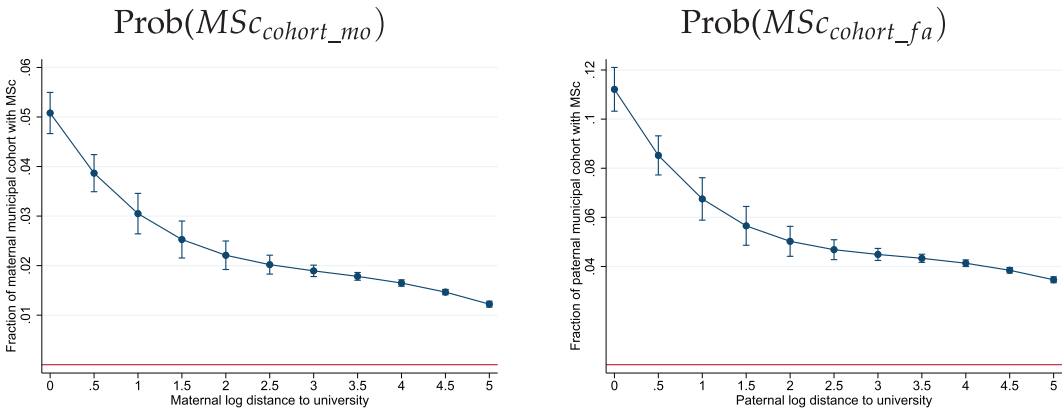 Prob(MSc_cohort_mo)
Fraction of maternal municipal cohort with MSc
.06
.05
.04
.03
.02
.01
0 .5 1 1.5 2 2.5 3 3.5 4 4.5 5
Maternal log distance to university
Prob(MSc_cohort_fa)
Fraction of paternal municipal cohort with MSc
.12
.1
.08
.06
.04
0 .5 1 1.5 2 2.5 3 3.5 4 4.5 5
Paternal log distance to university